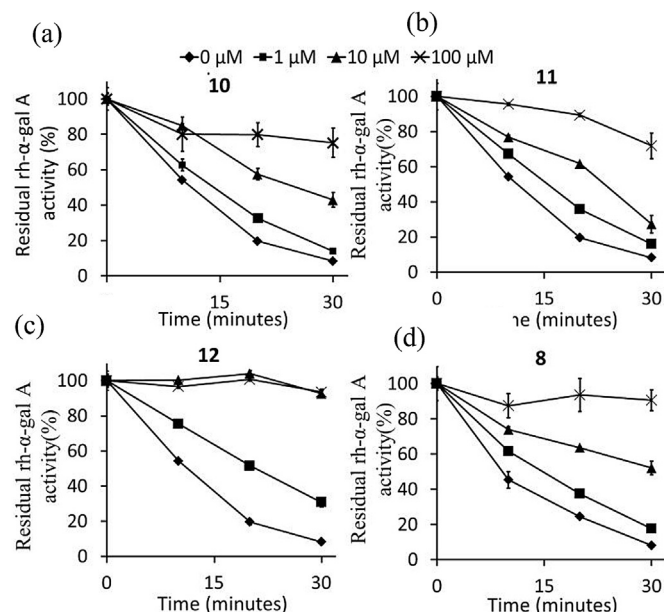 (a)
(b)
◆ 0 μM ■ 1 μM ▲ 10 μM ✕ 100 μM
10
11
Residual rh-α-gal A
activity (%)
100
80
60
40
20
0
0 15 30
Time (minutes)
Residual rh-α-gal A
activity(%)
100
80
60
40
20
0
0 15 30
ne (minutes)
(c)
(d)
12
8
Residual rh-α-gal A
activity(%)
100
80
60
40
20
0
0 15 30
Time (minutes)
Residual rh-α-gal A
activity(%)
100
80
60
40
20
0
0 15 30
Time (minutes)